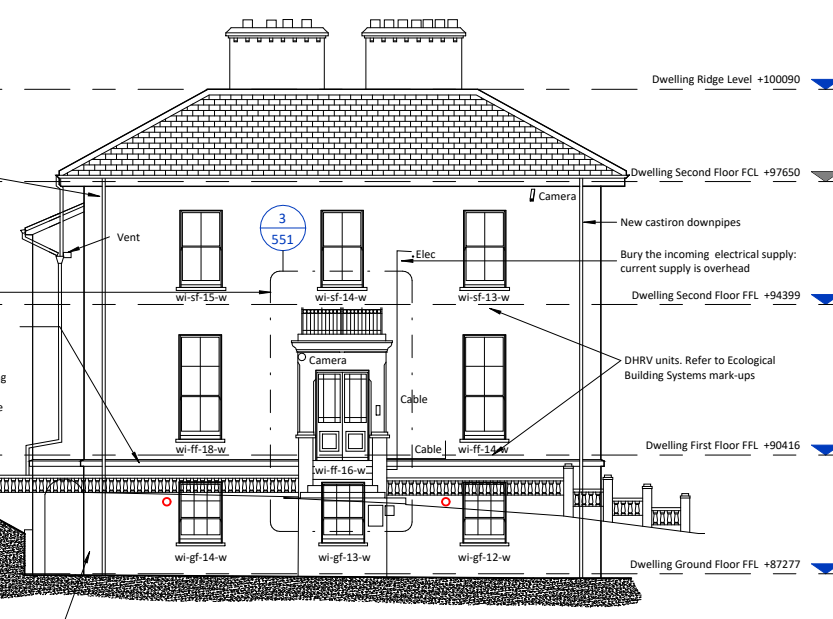 Dwelling Ridge Level +100090
Dwelling Second Floor FCL +97650
Camera
New castiron downpipes
3
551
Vent
Elec
Bury the incoming electrical supply:
current supply is overhead
wi-sf-15-w
wi-sf-14-w
wi-sf-13-w
Dwelling Second Floor FFL +94399
Camera
DHRV units. Refer to Ecological
Building Systems mark-ups
g
e
Cable
wi-ff-18-w
Cable
wi-ff-14-w
Dwelling First Floor FFL +90416
wi-ff-16-w
wi-gf-14-w
wi-gf-13-w
wi-gf-12-w
Dwelling Ground Floor FFL +87277